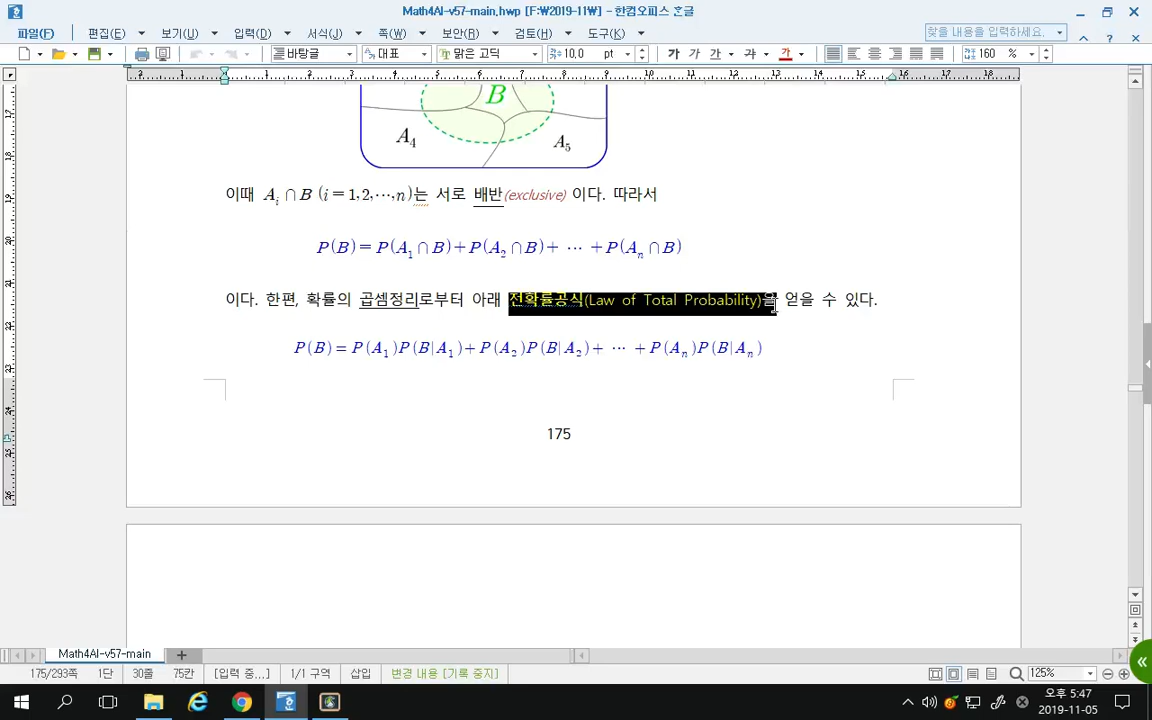 Math4AI-v57-main.hwp [F:₩2019-11₩] - 한컴오피스 한글
파일(F) 편집(E) 보기(U) 입력(D) 서식(J) 쪽(W) 보안(R) 검토(H) 도구(K) 찾을 내용을 입력하세요.
바탕글 대표 맑은 고딕 10,0 pt 가 가 가 가 가 160 %
B
A₄ A₅
이때 Aᵢ∩B (i=1,2,⋯,n)는 서로 배반(exclusive) 이다. 따라서
P(B)=P(A₁∩B)+P(A₂∩B)+ ⋯ +P(Aₙ∩B)
이다. 한편, 확률의 곱셈정리로부터 아래 전확률공식(Law of Total Probability)을 얻을 수 있다.
P(B)=P(A₁)P(B|A₁)+P(A₂)P(B|A₂)+ ⋯ +P(Aₙ)P(B|Aₙ)
175
Math4AI-v57-main
175/293쪽 1단 30줄 75칸 [입력 중...] 1/1 구역 삽입 변경 내용 [기록 중지] 125%
오후 5:47
2019-11-05